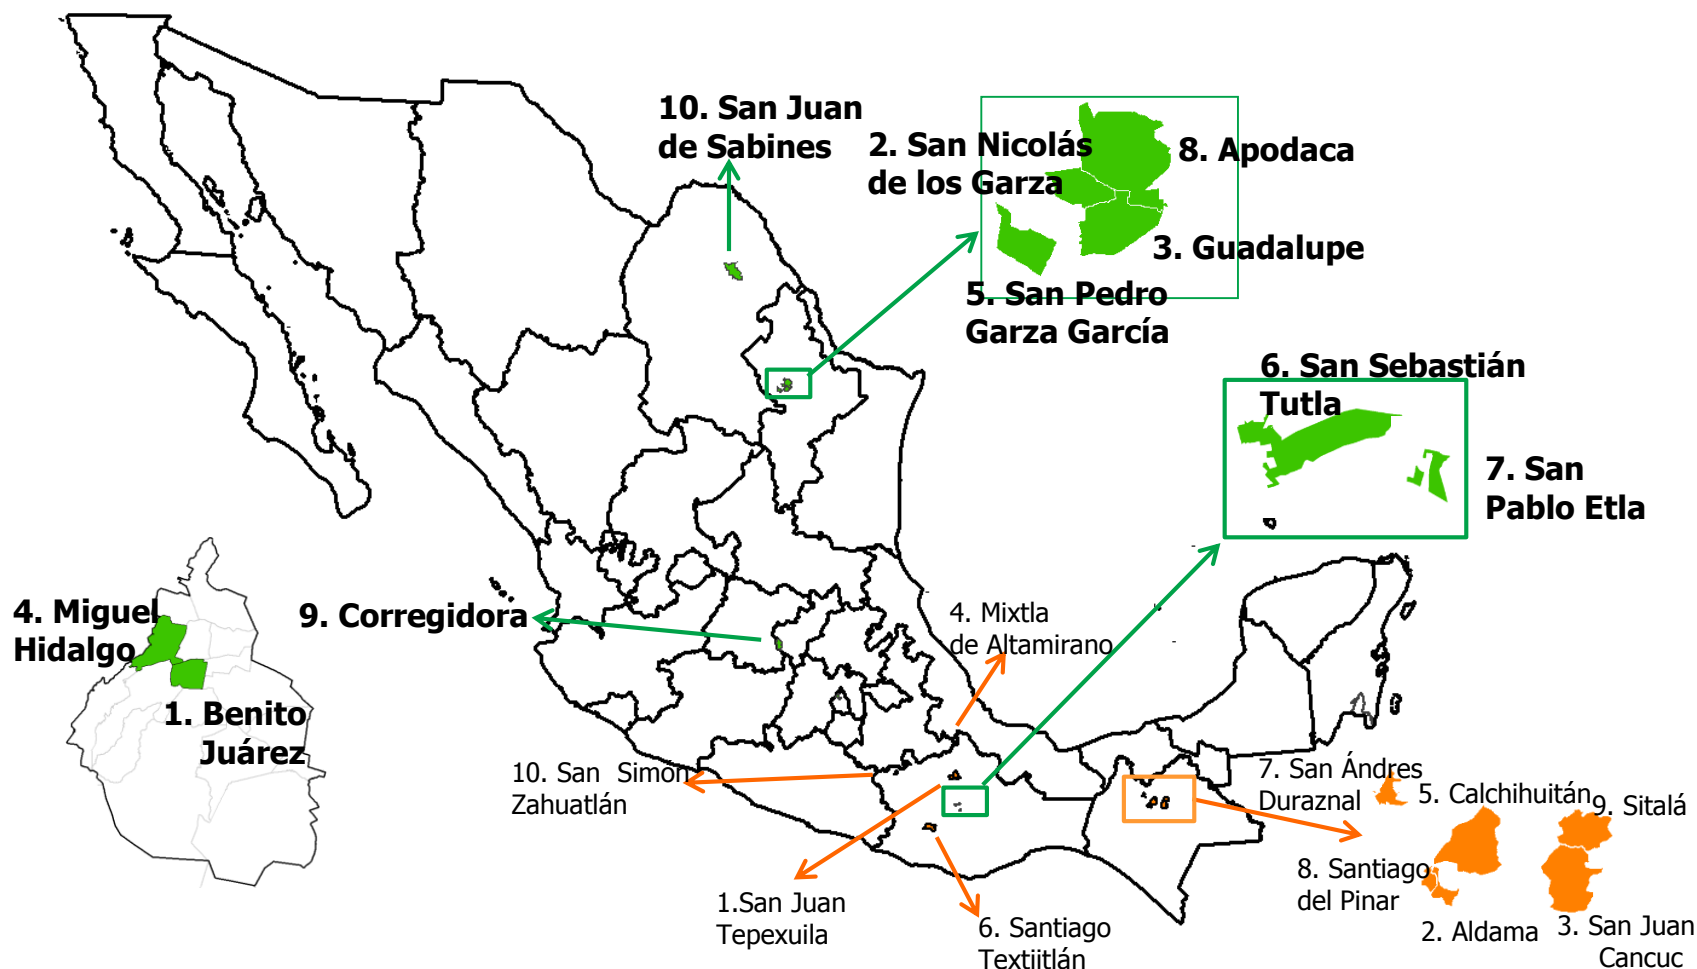 10. San Juan
de Sabines
2. San Nicolás
de los Garza
8. Apodaca
3. Guadalupe
5. San Pedro
Garza García
6. San Sebastián
Tutla
7. San
Pablo Etla
4. Miguel
Hidalgo
9. Corregidora
1. Benito
Juárez
4. Mixtla
de Altamirano
10. San Simón
Zahuatlán
7. San Ándres
Duraznal
5. Calchihuitán
9. Sitalá
8. Santiago
del Pinar
1.San Juan
Tepexuila
6. Santiago
Textiitlán
2. Aldama
3. San Juan
Cancuc